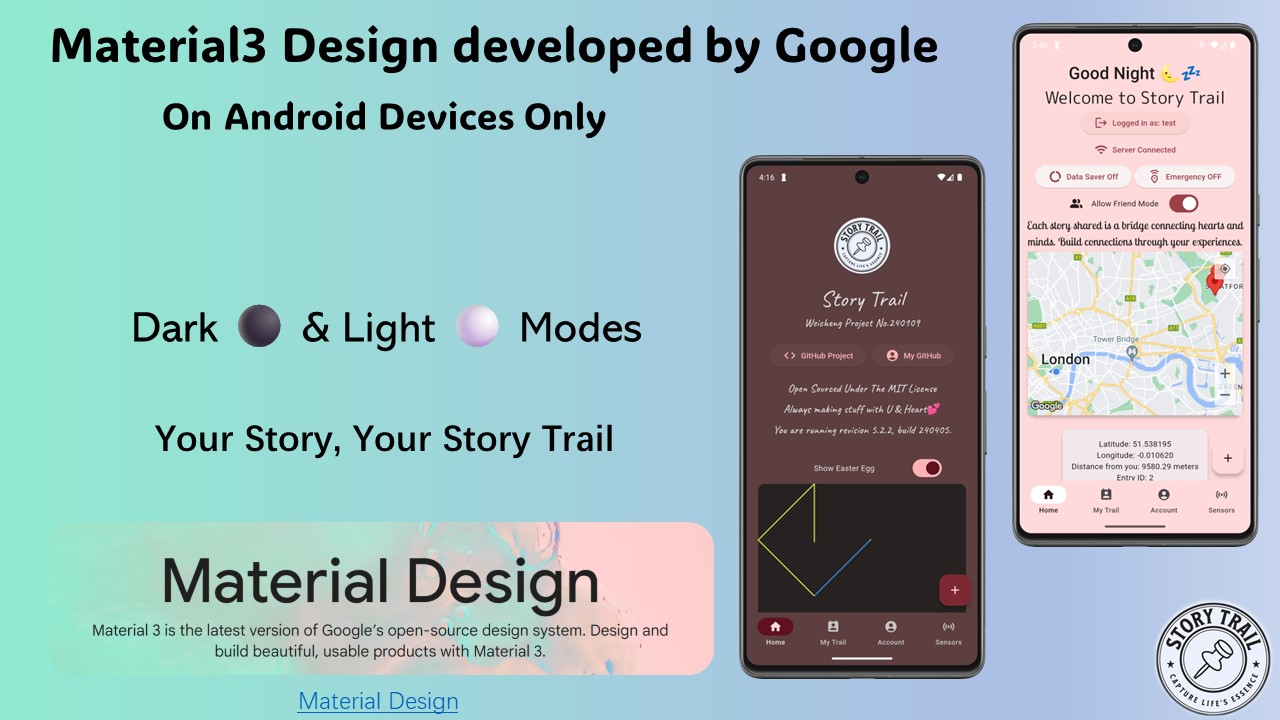 Material3 Design developed by Google
On Android Devices Only
Dark & Light Modes
Your Story, Your Story Trail
Material Design
Material 3 is the latest version of Google's open-source design system. Design and
build beautiful, usable products with Material 3.
Material Design
4:16
STORY TRAIL
CAPTURE LIFE'S ESSENCE
Story Trail
Weicheng Project No.240109
GitHub Project
My GitHub
Open Sourced Under The MIT License
Always making stuff with U & Heart💕
You are running revision 5.2.2, build 240405.
Show Easter Egg
+
Home
My Trail
Account
Sensors
Good Night 🌜💤
Welcome to Story Trail
Logged in as: test
Server Connected
Data Saver Off
Emergency OFF
Allow Friend Mode
Each story shared is a bridge connecting hearts and
minds. Build connections through your experiences.
Tower Bridge
London
Google
Latitude: 51.538195
Longitude: -0.010620
Distance from you: 9580.29 meters
Entry ID: 2
+
Home
My Trail
Account
Sensors
STORY TRAIL
CAPTURE LIFE'S ESSENCE